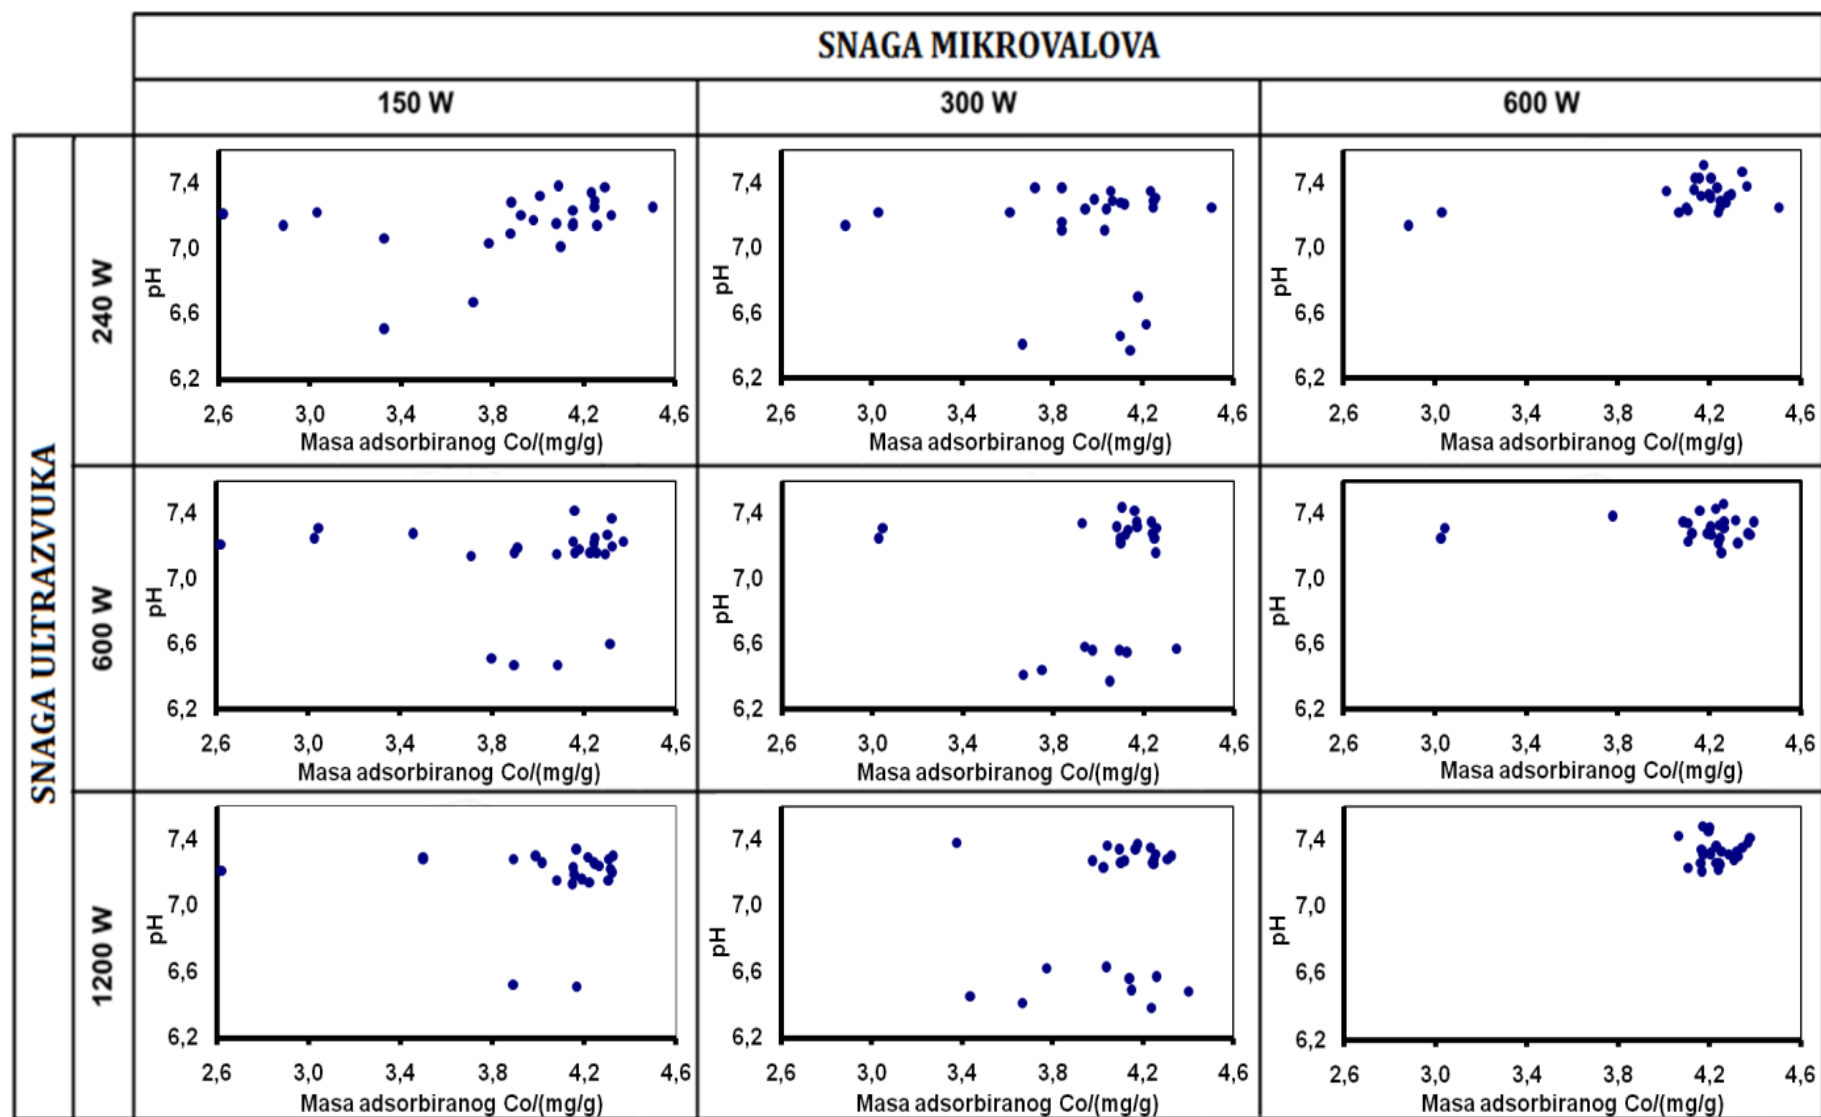 SNAGA MIKROVALOVA
150 W
300 W
600 W
SNAGA ULTRAZVUKA
240 W
pH
7,4
7,0
6,6
6,2
2,6 3,0 3,4 3,8 4,2 4,6
Masa adsorbiranog Co/(mg/g)
pH
7,4
7,0
6,6
6,2
2,6 3,0 3,4 3,8 4,2 4,6
Masa adsorbiranog Co/(mg/g)
pH
7,4
7,0
6,6
6,2
2,6 3,0 3,4 3,8 4,2 4,6
Masa adsorbiranog Co/(mg/g)
600 W
pH
7,4
7,0
6,6
6,2
2,6 3,0 3,4 3,8 4,2 4,6
Masa adsorbiranog Co/(mg/g)
pH
7,4
7,0
6,6
6,2
2,6 3,0 3,4 3,8 4,2 4,6
Masa adsorbiranog Co/(mg/g)
pH
7,4
7,0
6,6
6,2
2,6 3,0 3,4 3,8 4,2 4,6
Masa adsorbiranog Co/(mg/g)
1200 W
pH
7,4
7,0
6,6
6,2
2,6 3,0 3,4 3,8 4,2 4,6
Masa adsorbiranog Co/(mg/g)
pH
7,4
7,0
6,6
6,2
2,6 3,0 3,4 3,8 4,2 4,6
Masa adsorbiranog Co/(mg/g)
pH
7,4
7,0
6,6
6,2
2,6 3,0 3,4 3,8 4,2 4,6
Masa adsorbiranog Co/(mg/g)